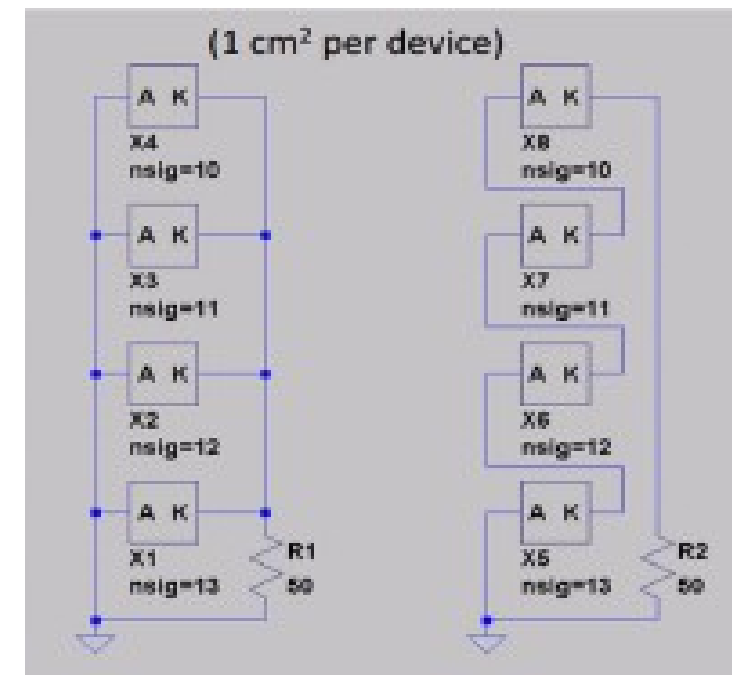 (1 cm² per device)
A K
X4
nsig=10
A K
X3
nsig=11
A K
X2
nsig=12
A K
X1
nsig=13
R1
50
A K
X8
nsig=10
A K
X7
nsig=11
A K
X6
nsig=12
A K
X5
nsig=13
R2
50